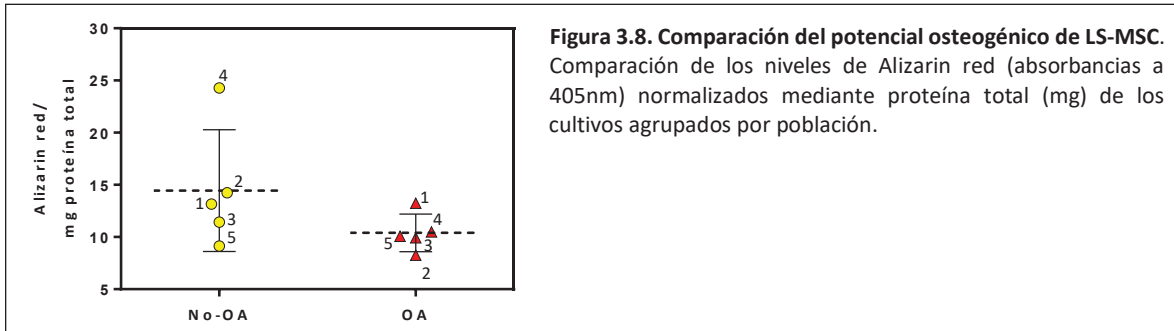 30
25
20
15
10
5
Alizarin red/
mg proteína total
4
2
1
3
5
1
4
5
3
2
No-OA
OA
Figura 3.8. Comparación del potencial osteogénico de LS-MSC.
Comparación de los niveles de Alizarin red (absorbancias a
405nm) normalizados mediante proteína total (mg) de los
cultivos agrupados por población.